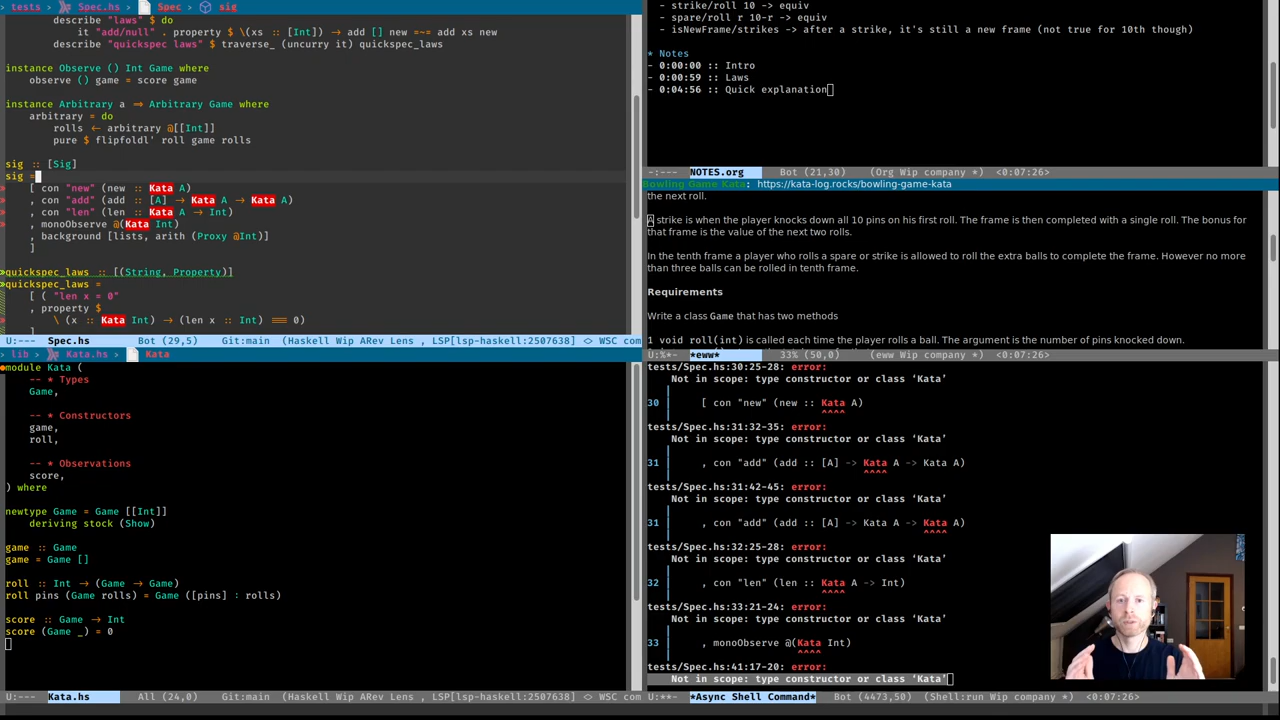 tests > Spec.hs > Spec > sig
describe "laws" $ do
it "add/null" . property $ \(xs :: [Int]) → add [] new =~= add xs new
describe "quickspec laws" $ traverse_ (uncurry it) quickspec_laws
instance Observe () Int Game where
observe () game = score game
instance Arbitrary a ⇒ Arbitrary Game where
arbitrary = do
rolls ← arbitrary @[[Int]]
pure $ flipfoldl' roll game rolls
sig :: [Sig]
sig =
[ con "new" (new :: Kata A)
, con "add" (add :: [A] → Kata A → Kata A)
, con "len" (len :: Kata A → Int)
, monoObserve @(Kata Int)
, background [lists, arith (Proxy @Int)]
]
quickspec_laws :: [(String, Property)]
quickspec_laws =
[ ( "len x = 0"
, property $
\ (x :: Kata Int) → (len x :: Int) === 0)
]
U:--- Spec.hs Bot (29,5) Git:main (Haskell Wip ARev Lens , LSP[lsp-haskell:2507638] ◇ WSC com
lib > Kata.hs > Kata
module Kata (
-- * Types
Game,
-- * Constructors
game,
roll,
-- * Observations
score,
) where
newtype Game = Game [[Int]]
deriving stock (Show)
game :: Game
game = Game []
roll :: Int → (Game → Game)
roll pins (Game rolls) = Game ([pins] : rolls)
score :: Game → Int
score (Game _) = 0
U:--- Kata.hs All (24,0) Git:main (Haskell Wip ARev Lens , LSP[lsp-haskell:2507638] ◇ WSC com
- strike/roll 10 -> equiv
- spare/roll r 10-r -> equiv
- isNewFrame/strikes -> after a strike, it's still a new frame (not true for 10th though)
* Notes
- 0:00:00 :: Intro
- 0:00:59 :: Laws
- 0:04:56 :: Quick explanation
-:--- NOTES.org Bot (21,30) (Org Wip company ◇) <0:07:26>
Bowling Game Kata: https://kata-log.rocks/bowling-game-kata
the next roll.
A strike is when the player knocks down all 10 pins on his first roll. The frame is then completed with a single roll. The bonus for
that frame is the value of the next two rolls.
In the tenth frame a player who rolls a spare or strike is allowed to roll the extra balls to complete the frame. However no more
than three balls can be rolled in tenth frame.
Requirements
Write a class Game that has two methods
1 void roll(int) is called each time the player rolls a ball. The argument is the number of pins knocked down.
U:%*- *eww* 33% (50,0) (eww Wip company ◇) <0:07:26>
tests/Spec.hs:30:25-28: error:
Not in scope: type constructor or class ‘Kata’
|
30 | [ con "new" (new :: Kata A)
| ^^^^
tests/Spec.hs:31:32-35: error:
Not in scope: type constructor or class ‘Kata’
|
31 | , con "add" (add :: [A] -> Kata A -> Kata A)
| ^^^^
tests/Spec.hs:31:42-45: error:
Not in scope: type constructor or class ‘Kata’
|
31 | , con "add" (add :: [A] -> Kata A -> Kata A)
| ^^^^
tests/Spec.hs:32:25-28: error:
Not in scope: type constructor or class ‘Kata’
|
32 | , con "len" (len :: Kata A -> Int)
| ^^^^
tests/Spec.hs:33:21-24: error:
Not in scope: type constructor or class ‘Kata’
|
33 | , monoObserve @(Kata Int)
| ^^^^
tests/Spec.hs:41:17-20: error:
Not in scope: type constructor or class ‘Kata’
U:**- *Async Shell Command* Bot (4473,50) (Shell:run Wip company ◇) <0:07:26>